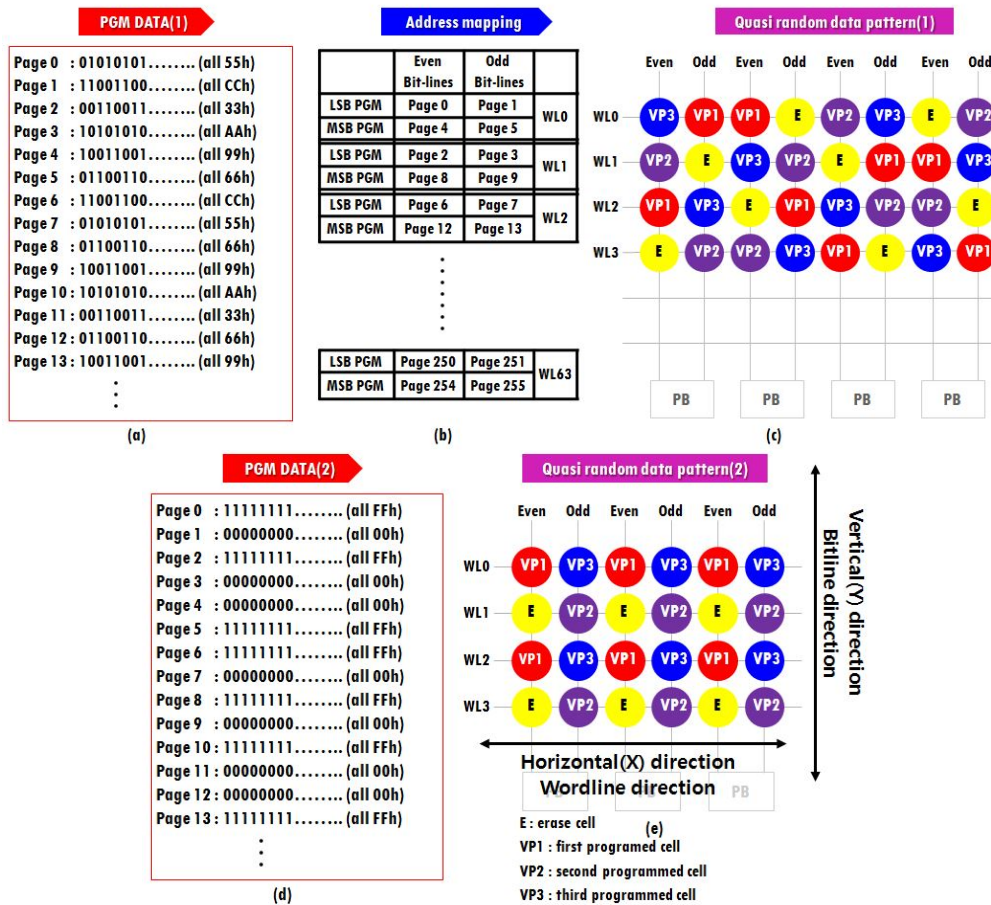 PGM DATA(1)
Page 0 : 01010101........ (all 55h)
Page 1 : 11001100........ (all CCh)
Page 2 : 00110011........ (all 33h)
Page 3 : 10101010........ (all AAh)
Page 4 : 10011001........ (all 99h)
Page 5 : 01100110........ (all 66h)
Page 6 : 11001100........ (all CCh)
Page 7 : 01010101........ (all 55h)
Page 8 : 01100110........ (all 66h)
Page 9 : 10011001........ (all 99h)
Page 10 : 10101010........ (all AAh)
Page 11 : 00110011........ (all 33h)
Page 12 : 01100110........ (all 66h)
Page 13 : 10011001........ (all 99h)
(a)
Address mapping
Even Odd
Bit-lines Bit-lines
LSB PGM Page 0 Page 1
WL0
MSB PGM Page 4 Page 5
LSB PGM Page 2 Page 3
WL1
MSB PGM Page 8 Page 9
LSB PGM Page 6 Page 7
WL2
MSB PGM Page 12 Page 13
LSB PGM Page 250 Page 251
WL63
MSB PGM Page 254 Page 255
(b)
Quasi random data pattern(1)
Even Odd Even Odd Even Odd Even Odd
WL0 VP3 VP1 VP1 E VP2 VP3 E VP2
WL1 VP2 E VP3 VP2 E VP1 VP1 VP3
WL2 VP1 VP3 E VP1 VP3 VP2 VP2 E
WL3 E VP2 VP2 VP3 VP1 E VP3 VP1
PB PB PB PB
(c)
PGM DATA(2)
Page 0 : 11111111........ (all FFh)
Page 1 : 00000000........ (all 00h)
Page 2 : 11111111........ (all FFh)
Page 3 : 00000000........ (all 00h)
Page 4 : 00000000........ (all 00h)
Page 5 : 11111111........ (all FFh)
Page 6 : 11111111........ (all FFh)
Page 7 : 00000000........ (all 00h)
Page 8 : 11111111........ (all FFh)
Page 9 : 00000000........ (all 00h)
Page 10 : 11111111........ (all FFh)
Page 11 : 00000000........ (all 00h)
Page 12 : 00000000........ (all 00h)
Page 13 : 11111111........ (all FFh)
(d)
Quasi random data pattern(2)
Even Odd Even Odd Even Odd
WL0 VP1 VP3 VP1 VP3 VP1 VP3
WL1 E VP2 E VP2 E VP2
WL2 VP1 VP3 VP1 VP3 VP1 VP3
WL3 E VP2 E VP2 E VP2
Horizontal(X) direction
Wordline direction
PB PB PB
Vertical(Y) direction
Bitline direction
(e)
E : erase cell
VP1 : first programed cell
VP2 : second programmed cell
VP3 : third programmed cell